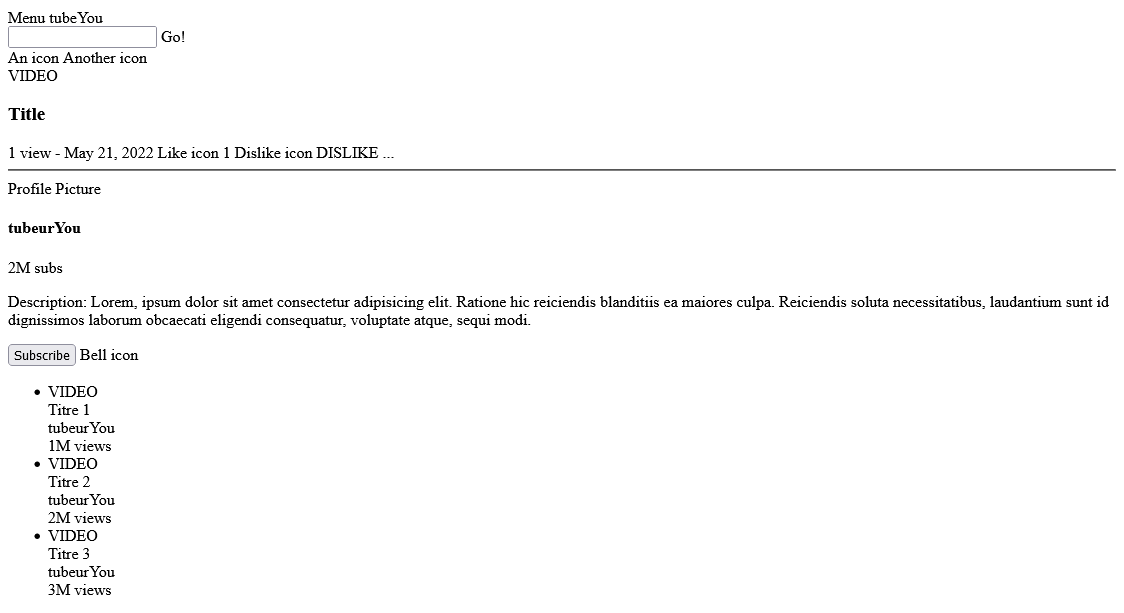 Menu tubeYou
Go!
An icon Another icon
VIDEO
Title
1 view - May 21, 2022 Like icon 1 Dislike icon DISLIKE ...
Profile Picture
tubeurYou
2M subs
Description: Lorem, ipsum dolor sit amet consectetur adipisicing elit. Ratione hic reiciendis blanditiis ea maiores culpa. Reiciendis soluta necessitatibus, laudantium sunt id
dignissimos laborum obcaecati eligendi consequatur, voluptate atque, sequi modi.
Subscribe Bell icon
• VIDEO
Titre 1
tubeurYou
1M views
• VIDEO
Titre 2
tubeurYou
2M views
• VIDEO
Titre 3
tubeurYou
3M views